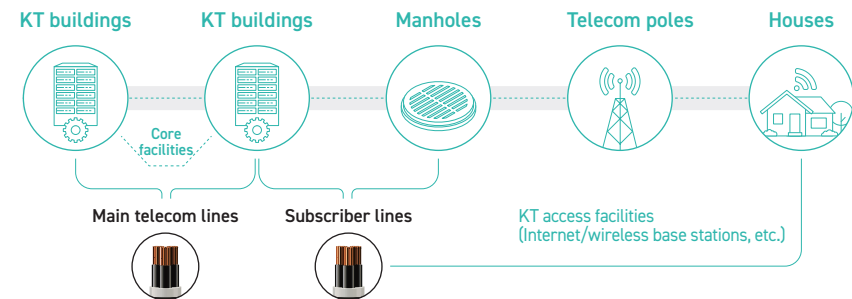 KT buildings
KT buildings
Manholes
Telecom poles
Houses
Core
facilities
Main telecom lines
Subscriber lines
KT access facilities
(Internet/wireless base stations, etc.)